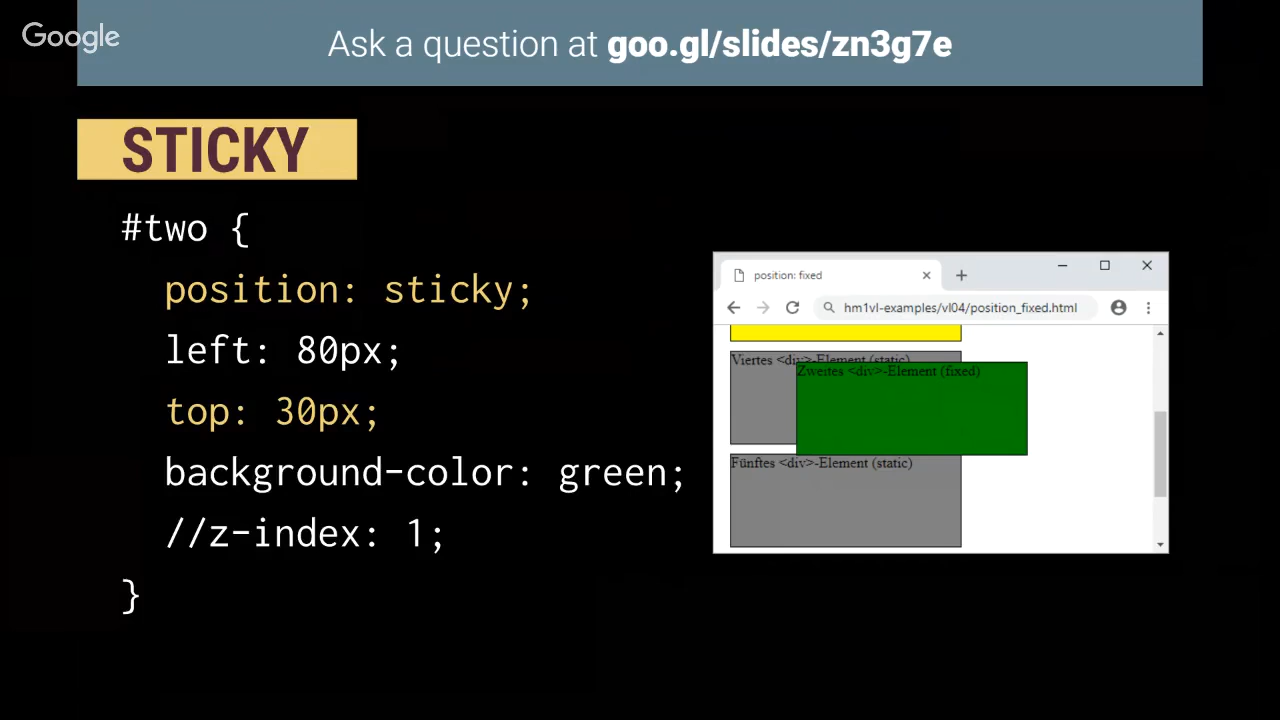 Google
Ask a question at goo.gl/slides/zn3g7e
STICKY
#two {
position: sticky;
left: 80px;
top: 30px;
background-color: green;
//z-index: 1;
}
position: fixed
hm1vl-examples/vl04/position_fixed.html
Viertes <div>-Element (static)
Zweites <div>-Element (fixed)
Fünftes <div>-Element (static)